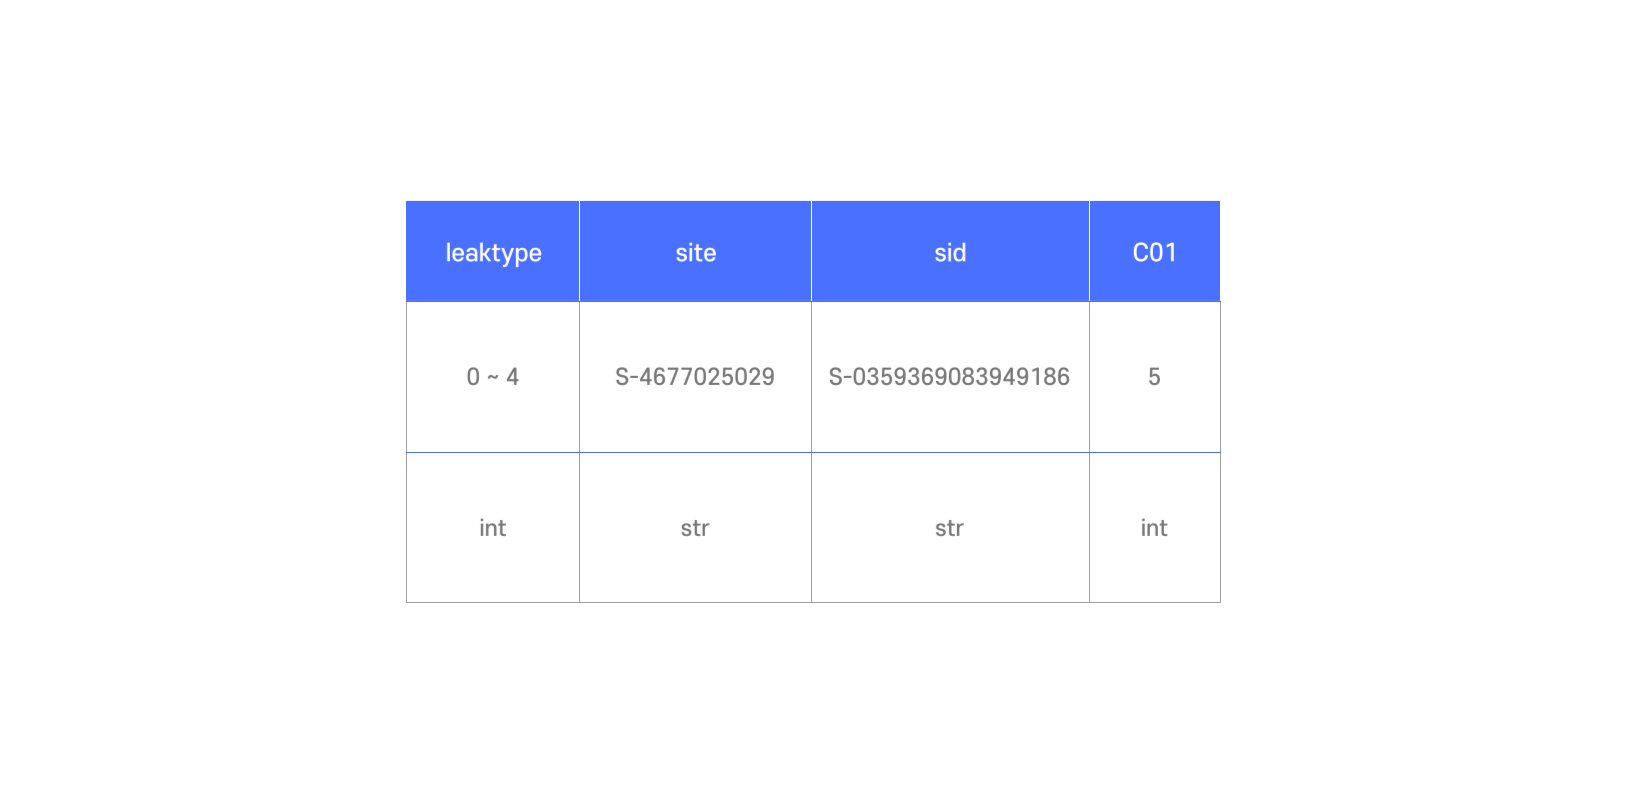 leaktype site sid C01
0 ~ 4 S-4677025029 S-0359369083949186 5
int str str int